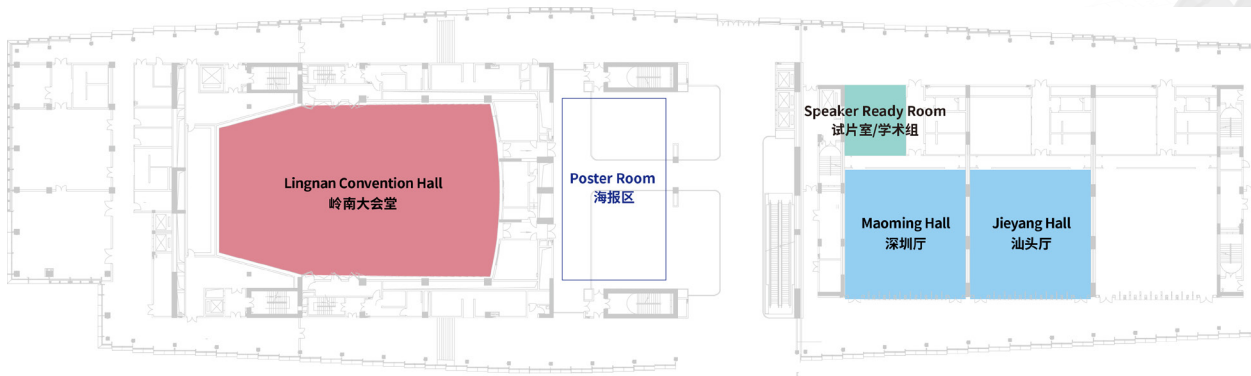 Lingnan Convention Hall
岭南大会堂
Poster Room
海报区
Speaker Ready Room
试片室/学术组
Maoming Hall
深圳厅
Jieyang Hall
汕头厅